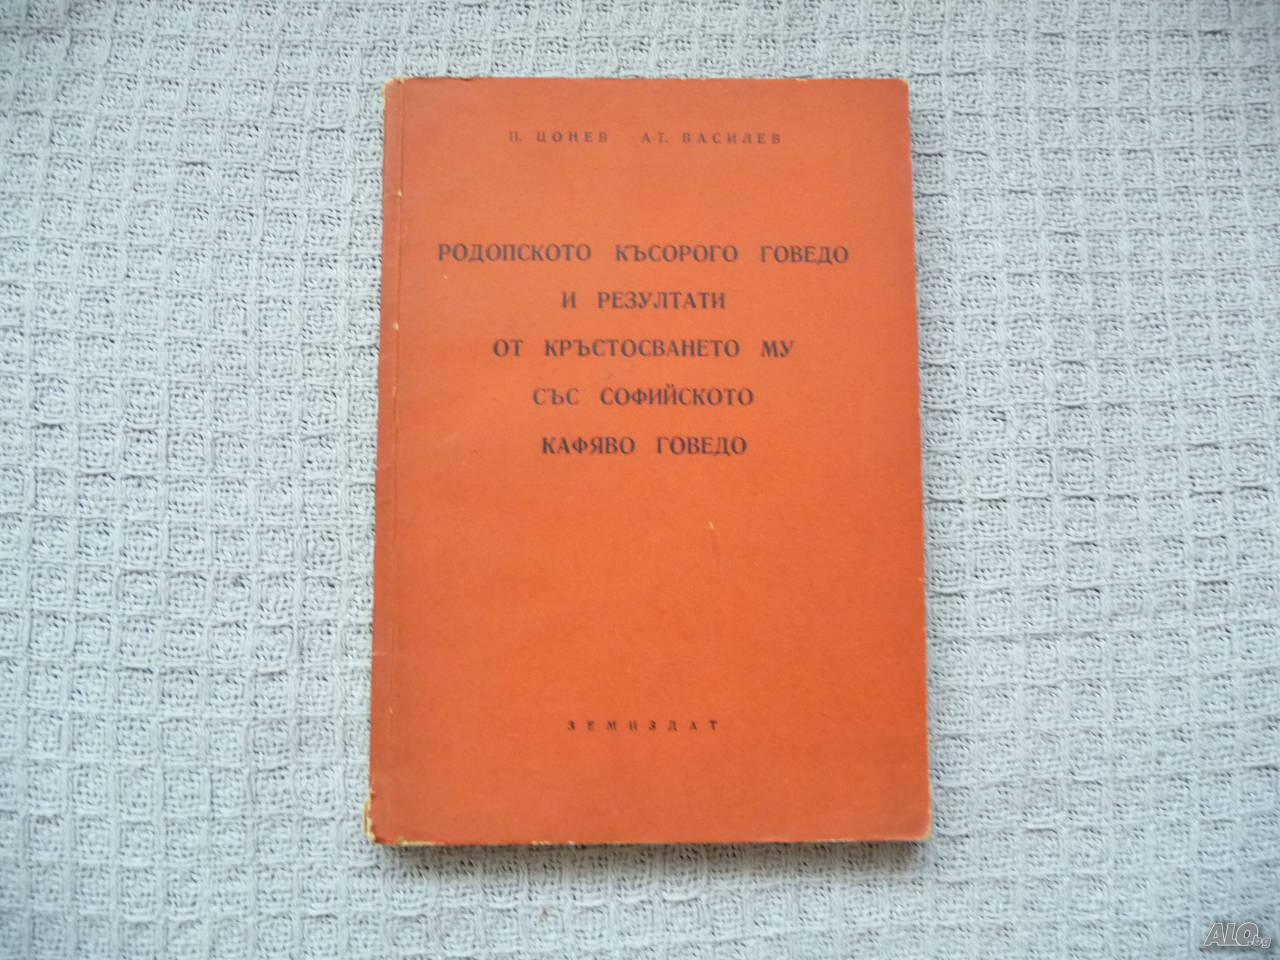 П. ЦОНЕВ АТ. ВАСИЛЕВ
РОДОПСКОТО КЪСОРОГО ГОВЕДО
И РЕЗУЛТАТИ
ОТ КРЪСТОСВАНЕТО МУ
СЪС СОФИЙСКОТО
КАФЯВО ГОВЕДО
ЗЕМИЗДАТ
ALO.bg